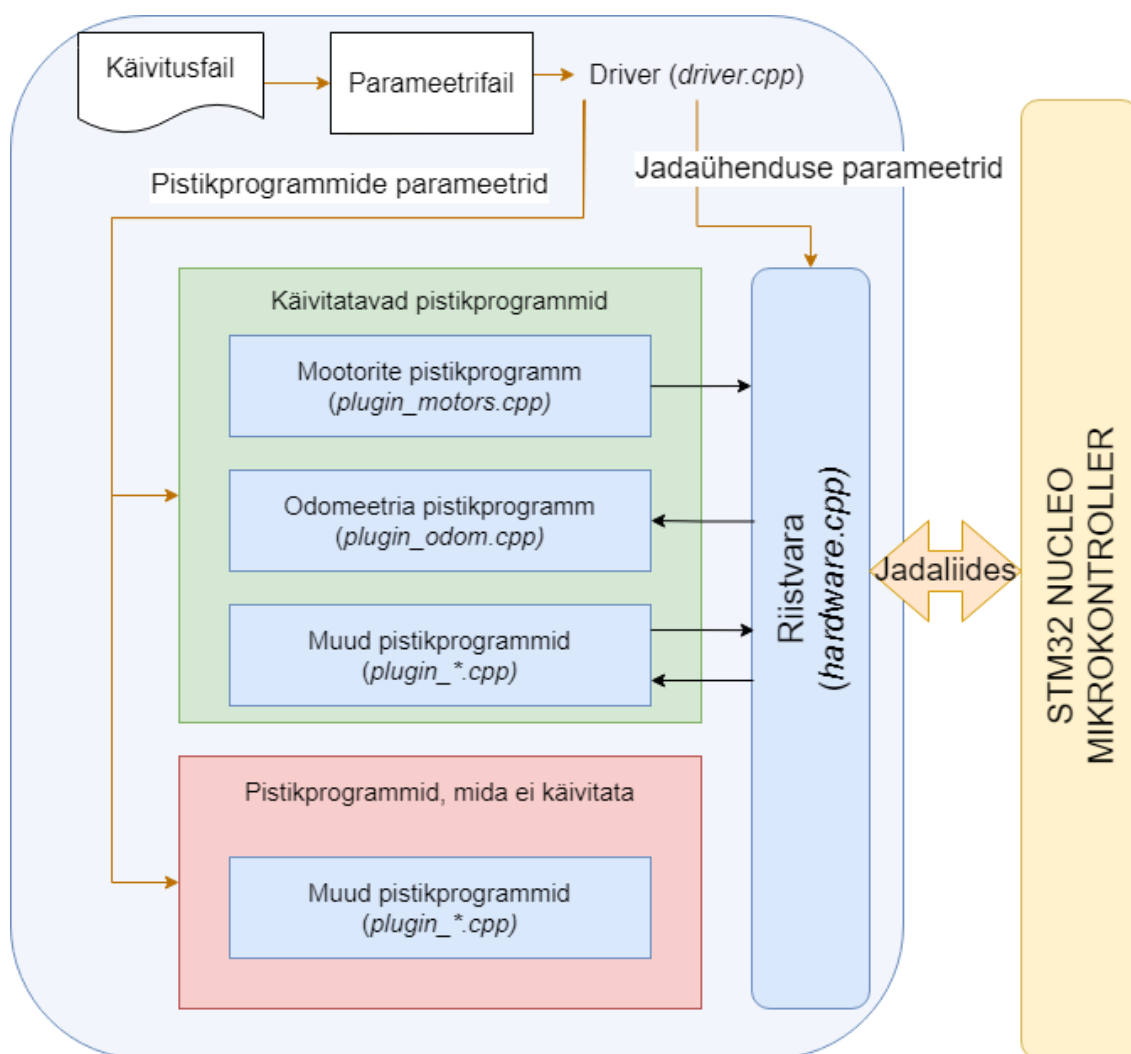 Käivitusfail
Parameetrifail
Driver (driver.cpp)
Pistikprogrammide parameetrid
Jadaühenduse parameetrid
Käivitatavad pistikprogrammid
Mootorite pistikprogramm
(plugin_motors.cpp)
Odomeetria pistikprogramm
(plugin_odom.cpp)
Muud pistikprogrammid
(plugin_*.cpp)
Pistikprogrammid, mida ei käivitata
Muud pistikprogrammid
(plugin_*.cpp)
Riistvara
(hardware.cpp)
Jadaliides
STM32 NUCLEO
MIKROKONTROLLER